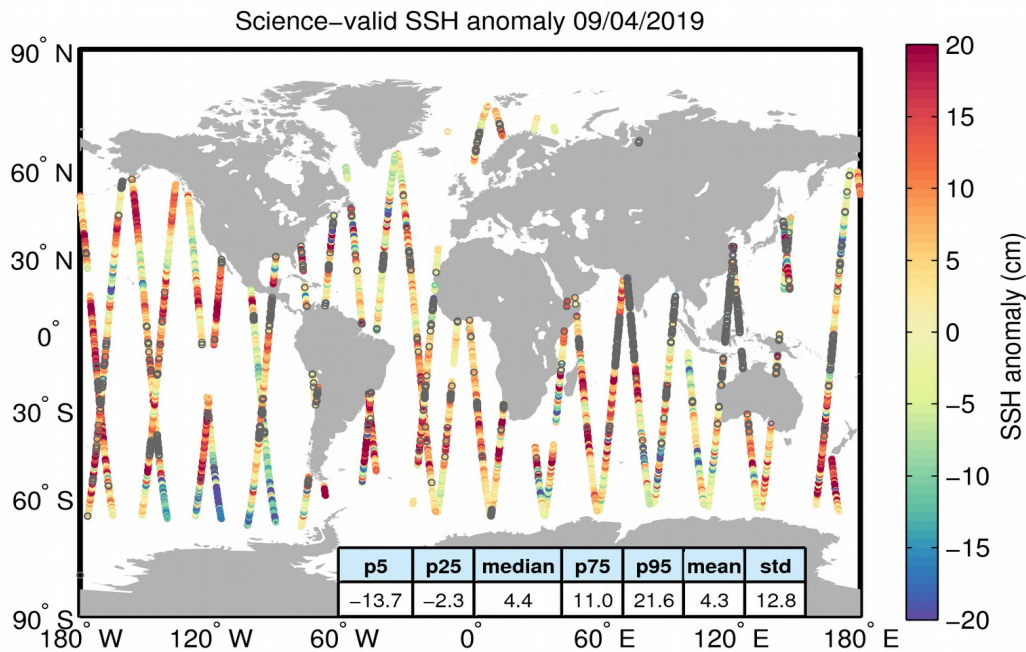 Science−valid SSH anomaly 09/04/2019
90° N
60° N
30° N
0°
30° S
60° S
90° S
180° W
120° W
60° W
0°
60° E
120° E
180° E
p5 p25 median p75 p95 mean std
−13.7 −2.3 4.4 11.0 21.6 4.3 12.8
20
15
10
5
0
−5
−10
−15
−20
SSH anomaly (cm)